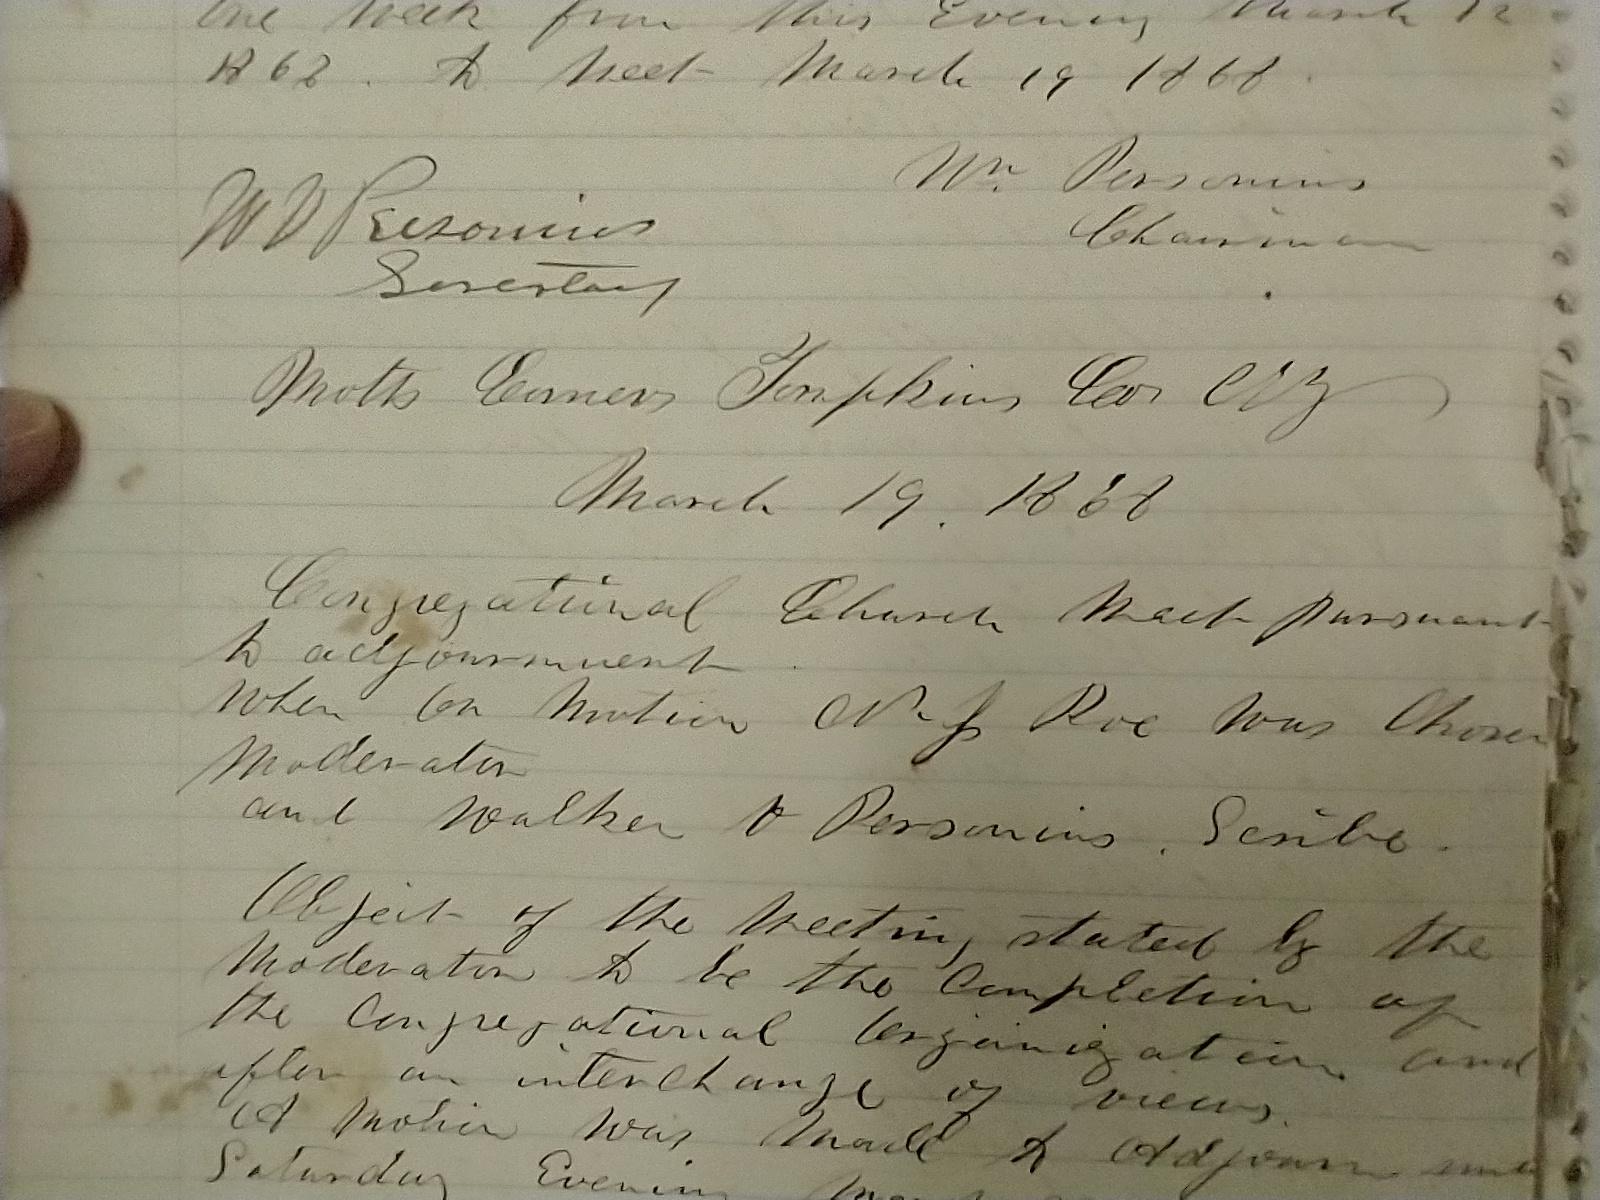 One Week from this Evening March 12
1868. to Meet March 19 1868.
Wm. Personius
Chairman
W D Personius
Secretary
Motts Corners Tompkins Co N Y
March 19. 1868
Congregational Church Meet pursuant
to adjournment.
When on Motion J Roe was Chosen
Moderator
and Walker Personius. Scribe.
Object of the Meeting stated by the
Moderator to be the Completion of
the Congregational Organization and
after an interchange of views.
A Motion was Made to Adjourn until
Saturday Evening